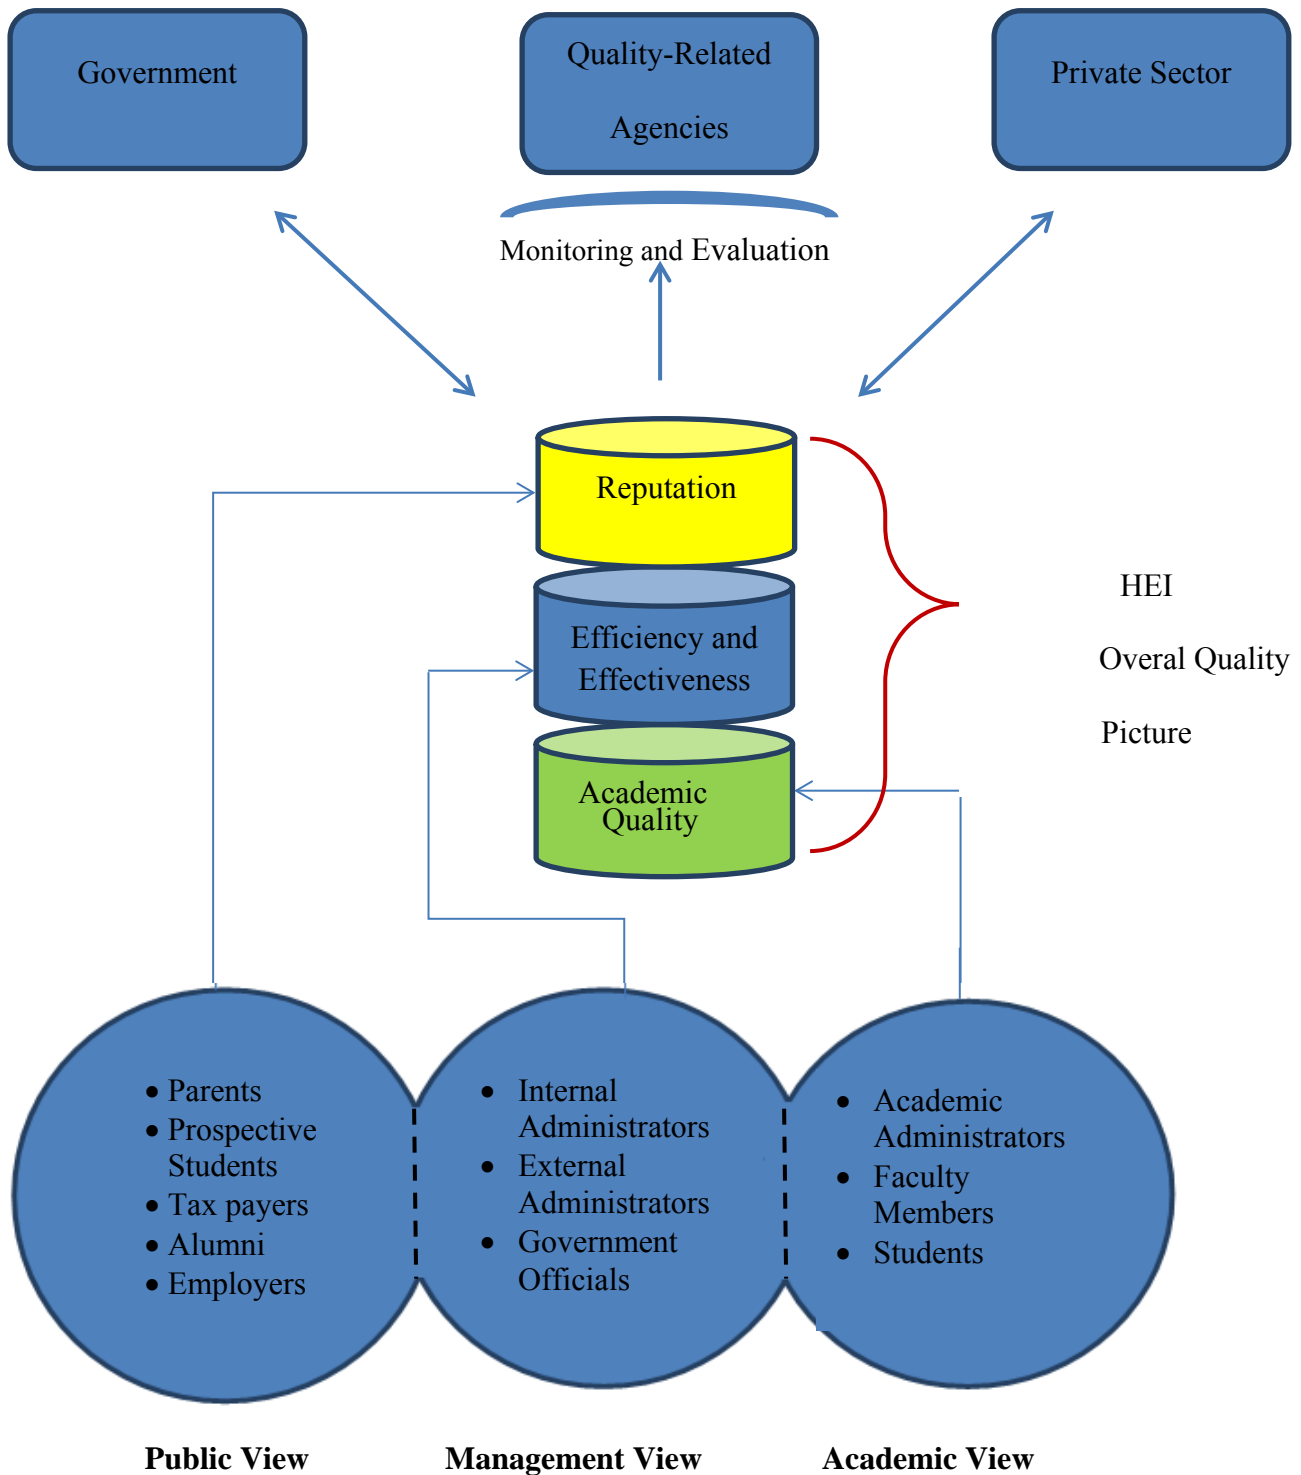 Government
Quality-Related
Agencies
Private Sector
Monitoring and Evaluation
Reputation
Efficiency and
Effectiveness
Academic
Quality
HEI
Overal Quality
Picture
• Parents
• Prospective
Students
• Tax payers
• Alumni
• Employers
• Internal
Administrators
• External
Administrators
• Government
Officials
• Academic
Administrators
• Faculty
Members
• Students
Public View
Management View
Academic View